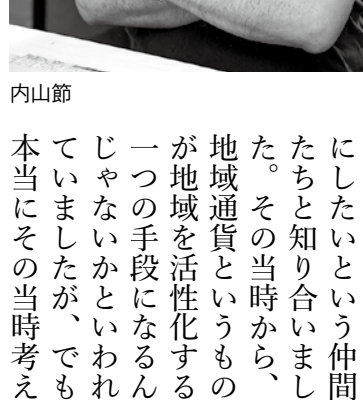 内山節
にしたいという仲間
たちと知り合いまし
た。その当時から、
地域通貨というもの
が地域を活性化する
一つの手段になるん
じゃないかといわれ
ていましたが、でも
本当にその当時考え